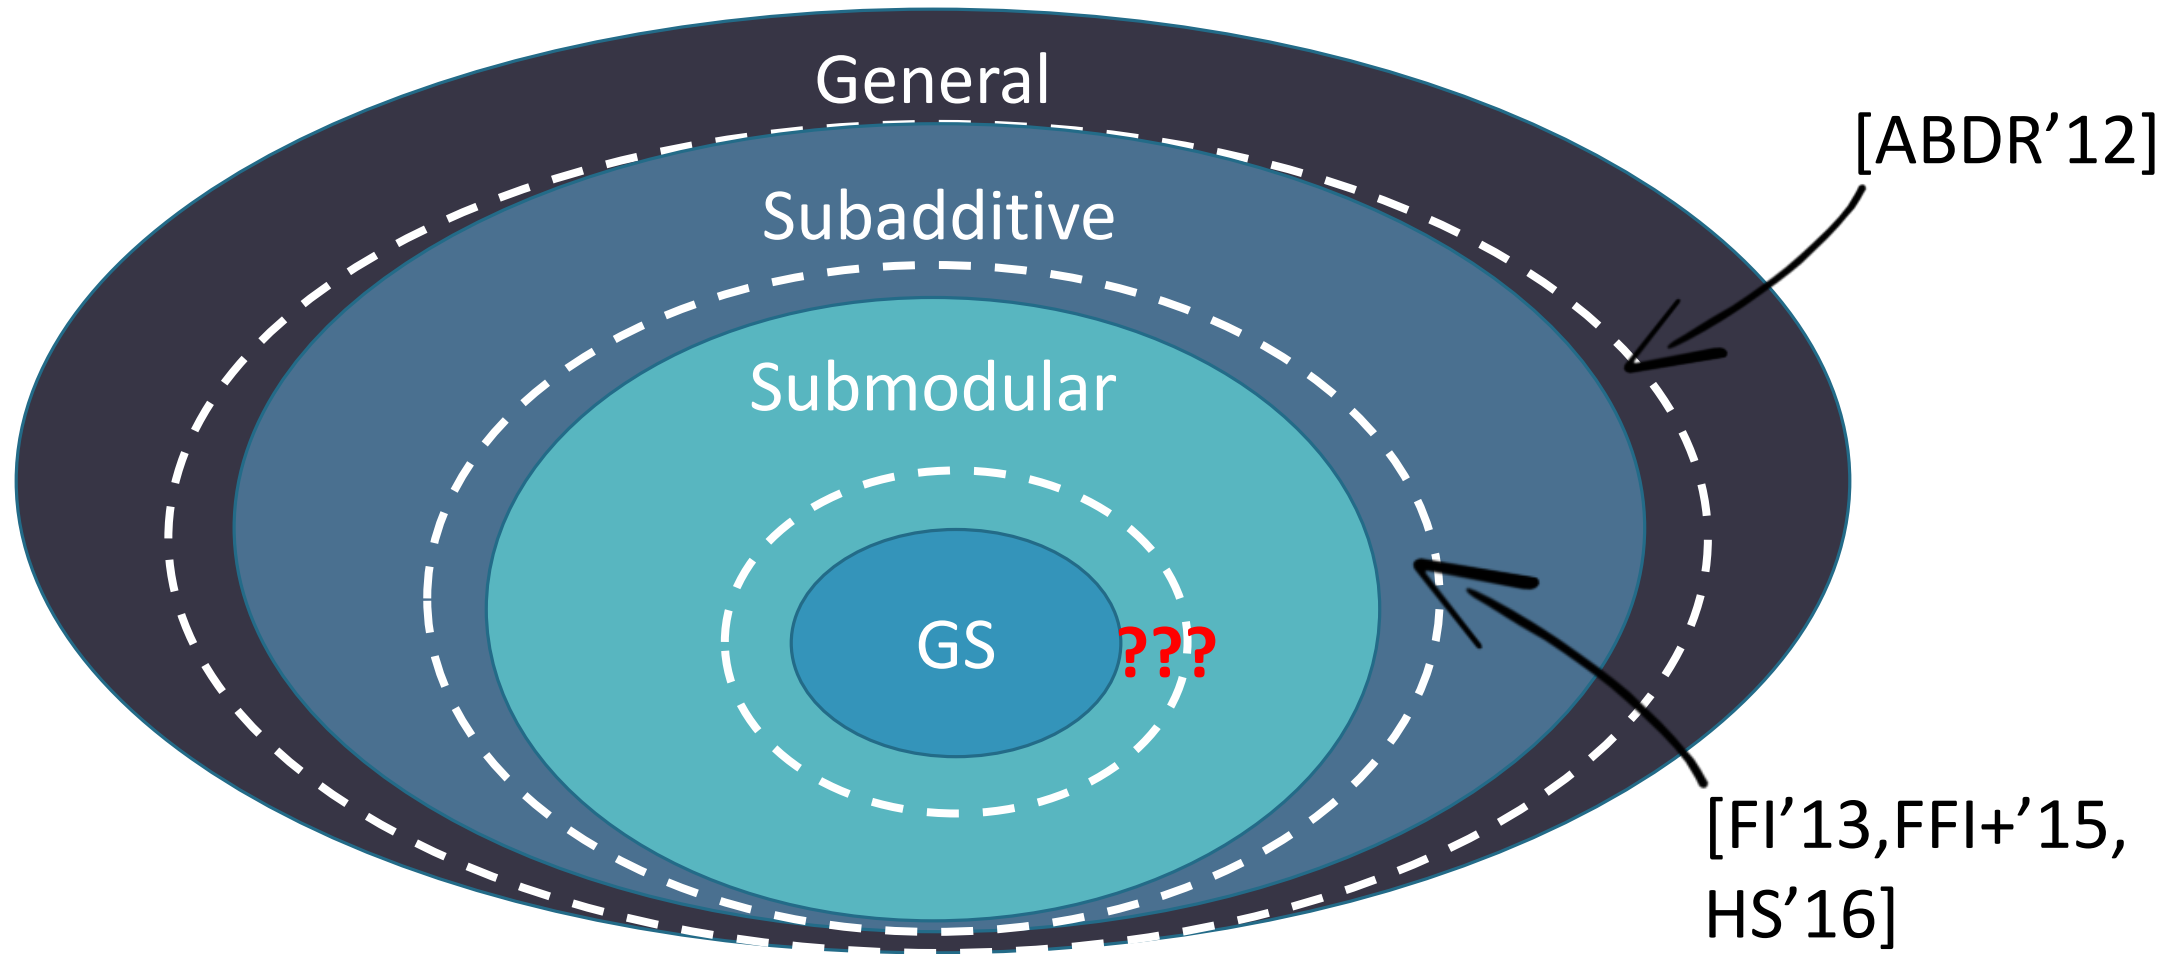 General
[ABDR’12]
Subadditive
Submodular
GS
???
[FI’13,FFI+’15,
HS’16]